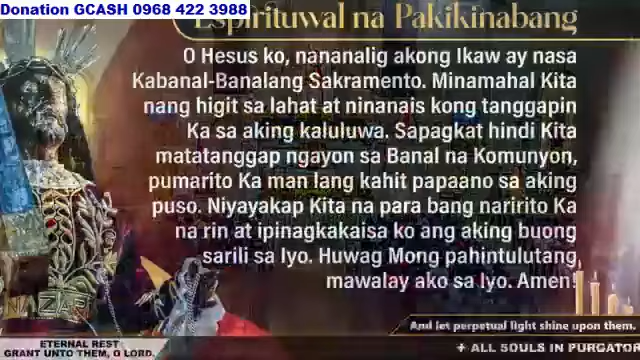 Donation GCASH 0968 422 3988
Espirituwal na Pakikinabang
O Hesus ko, nananalig akong Ikaw ay nasa
Kabanal-Banalang Sakramento. Minamahal Kita
nang higit sa lahat at ninanais kong tanggapin
Ka sa aking kaluluwa. Sapagkat hindi Kita
matatanggap ngayon sa Banal na Komunyon,
pumarito Ka man lang kahit papaano sa aking
puso. Niyayakap Kita na para bang naririto Ka
na rin at ipinagkakaisa ko ang aking buong
sarili sa Iyo. Huwag Mong pahintulutang
mawalay ako sa Iyo. Amen!
And let perpetual light shine upon them.
ETERNAL REST
GRANT UNTO THEM, O LORD.
+ ALL SOULS IN PURGATOR